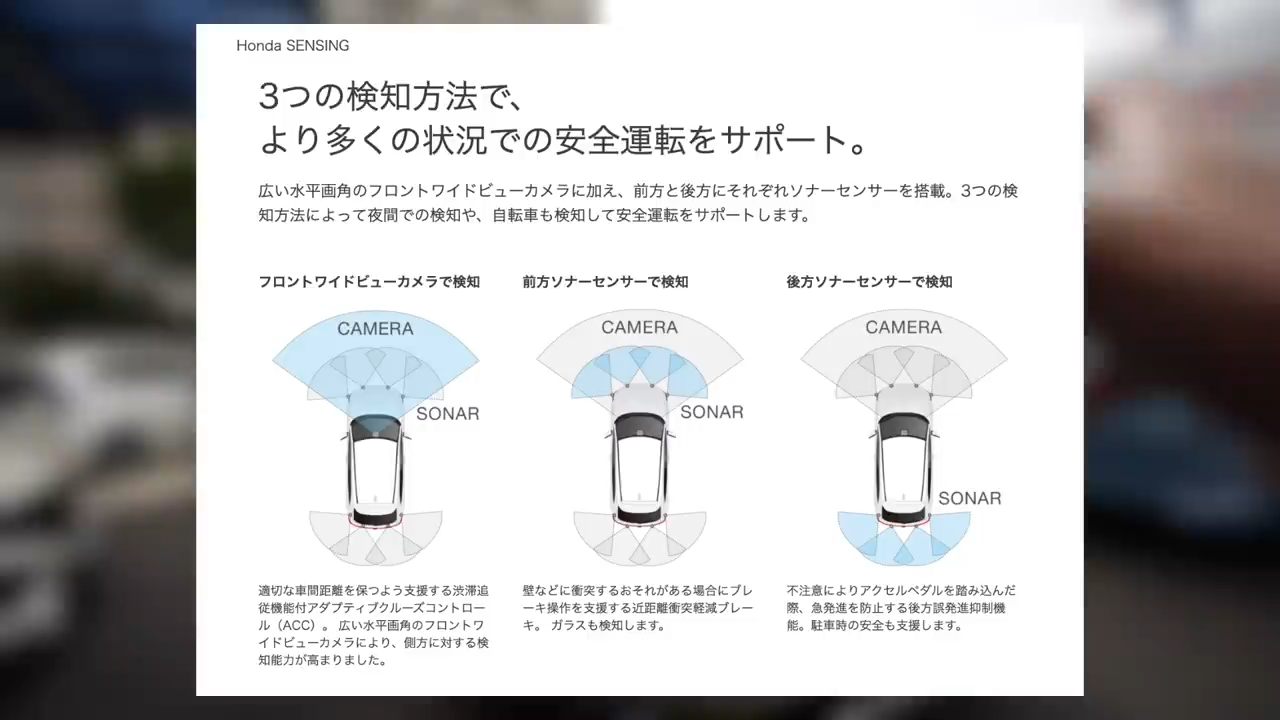 Honda SENSING
3つの検知方法で、
より多くの状況での安全運転をサポート。
広い水平画角のフロントワイドビューカメラに加え、前方と後方にそれぞれソナーセンサーを搭載。3つの検
知方法によって夜間での検知や、自転車も検知して安全運転をサポートします。
フロントワイドビューカメラで検知
CAMERA
SONAR
適切な車間距離を保つよう支援する渋滞追
従機能付アダプティブクルーズコントロー
ル（ACC）。 広い水平画角のフロントワ
イドビューカメラにより、側方に対する検
知能力が高まりました。
前方ソナーセンサーで検知
CAMERA
SONAR
壁などに衝突するおそれがある場合にブレ
ーキ操作を支援する近距離衝突軽減ブレー
キ。 ガラスも検知します。
後方ソナーセンサーで検知
CAMERA
SONAR
不注意によりアクセルペダルを踏み込んだ
際、急発進を防止する後方誤発進抑制機
能。駐車時の安全も支援します。